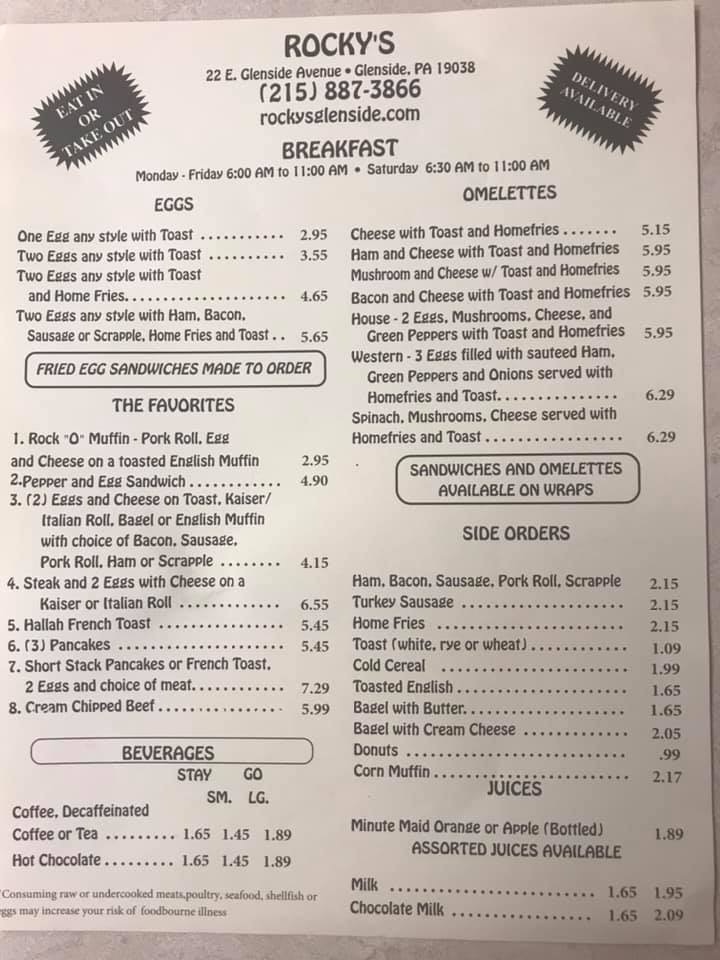 ROCKY'S
22 E. Glenside Avenue • Glenside, PA 19038
(215) 887-3866
rockysglenside.com
EAT IN
OR
TAKE OUT
DELIVERY
AVAILABLE
BREAKFAST
Monday - Friday 6:00 AM to 11:00 AM • Saturday 6:30 AM to 11:00 AM
EGGS
One Egg any style with Toast ........... 2.95
Two Eggs any style with Toast .......... 3.55
Two Eggs any style with Toast
and Home Fries...................... 4.65
Two Eggs any style with Ham, Bacon,
Sausage or Scrapple, Home Fries and Toast .. 5.65
FRIED EGG SANDWICHES MADE TO ORDER
THE FAVORITES
1. Rock "O" Muffin - Pork Roll, Egg
and Cheese on a toasted English Muffin 2.95
2.Pepper and Egg Sandwich ............ 4.90
3. (2) Eggs and Cheese on Toast, Kaiser/
Italian Roll, Bagel or English Muffin
with choice of Bacon, Sausage,
Pork Roll, Ham or Scrapple ........ 4.15
4. Steak and 2 Eggs with Cheese on a
Kaiser or Italian Roll ............. 6.55
5. Hallah French Toast ................ 5.45
6. (3) Pancakes ..................... 5.45
7. Short Stack Pancakes or French Toast,
2 Eggs and choice of meat............ 7.29
8. Cream Chipped Beef ................ 5.99
BEVERAGES
STAY GO
SM. LG.
Coffee, Decaffeinated
Coffee or Tea ......... 1.65 1.45 1.89
Hot Chocolate ......... 1.65 1.45 1.89
*Consuming raw or undercooked meats,poultry, seafood, shellfish or
eggs may increase your risk of foodbourne illness
OMELETTES
Cheese with Toast and Homefries ....... 5.15
Ham and Cheese with Toast and Homefries 5.95
Mushroom and Cheese w/ Toast and Homefries 5.95
Bacon and Cheese with Toast and Homefries 5.95
House - 2 Eggs, Mushrooms, Cheese, and
Green Peppers with Toast and Homefries 5.95
Western - 3 Eggs filled with sauteed Ham,
Green Peppers and Onions served with
Homefries and Toast............... 6.29
Spinach, Mushrooms, Cheese served with
Homefries and Toast ................. 6.29
SANDWICHES AND OMELETTES
AVAILABLE ON WRAPS
SIDE ORDERS
Ham, Bacon, Sausage, Pork Roll, Scrapple 2.15
Turkey Sausage .................... 2.15
Home Fries ....................... 2.15
Toast (white, rye or wheat) ............ 1.09
Cold Cereal ....................... 1.99
Toasted English ..................... 1.65
Bagel with Butter.................... 1.65
Bagel with Cream Cheese ............. 2.05
Donuts ........................... .99
Corn Muffin ........................ 2.17
JUICES
Minute Maid Orange or Apple (Bottled) 1.89
ASSORTED JUICES AVAILABLE
Milk ........................ 1.65 1.95
Chocolate Milk ................. 1.65 2.09